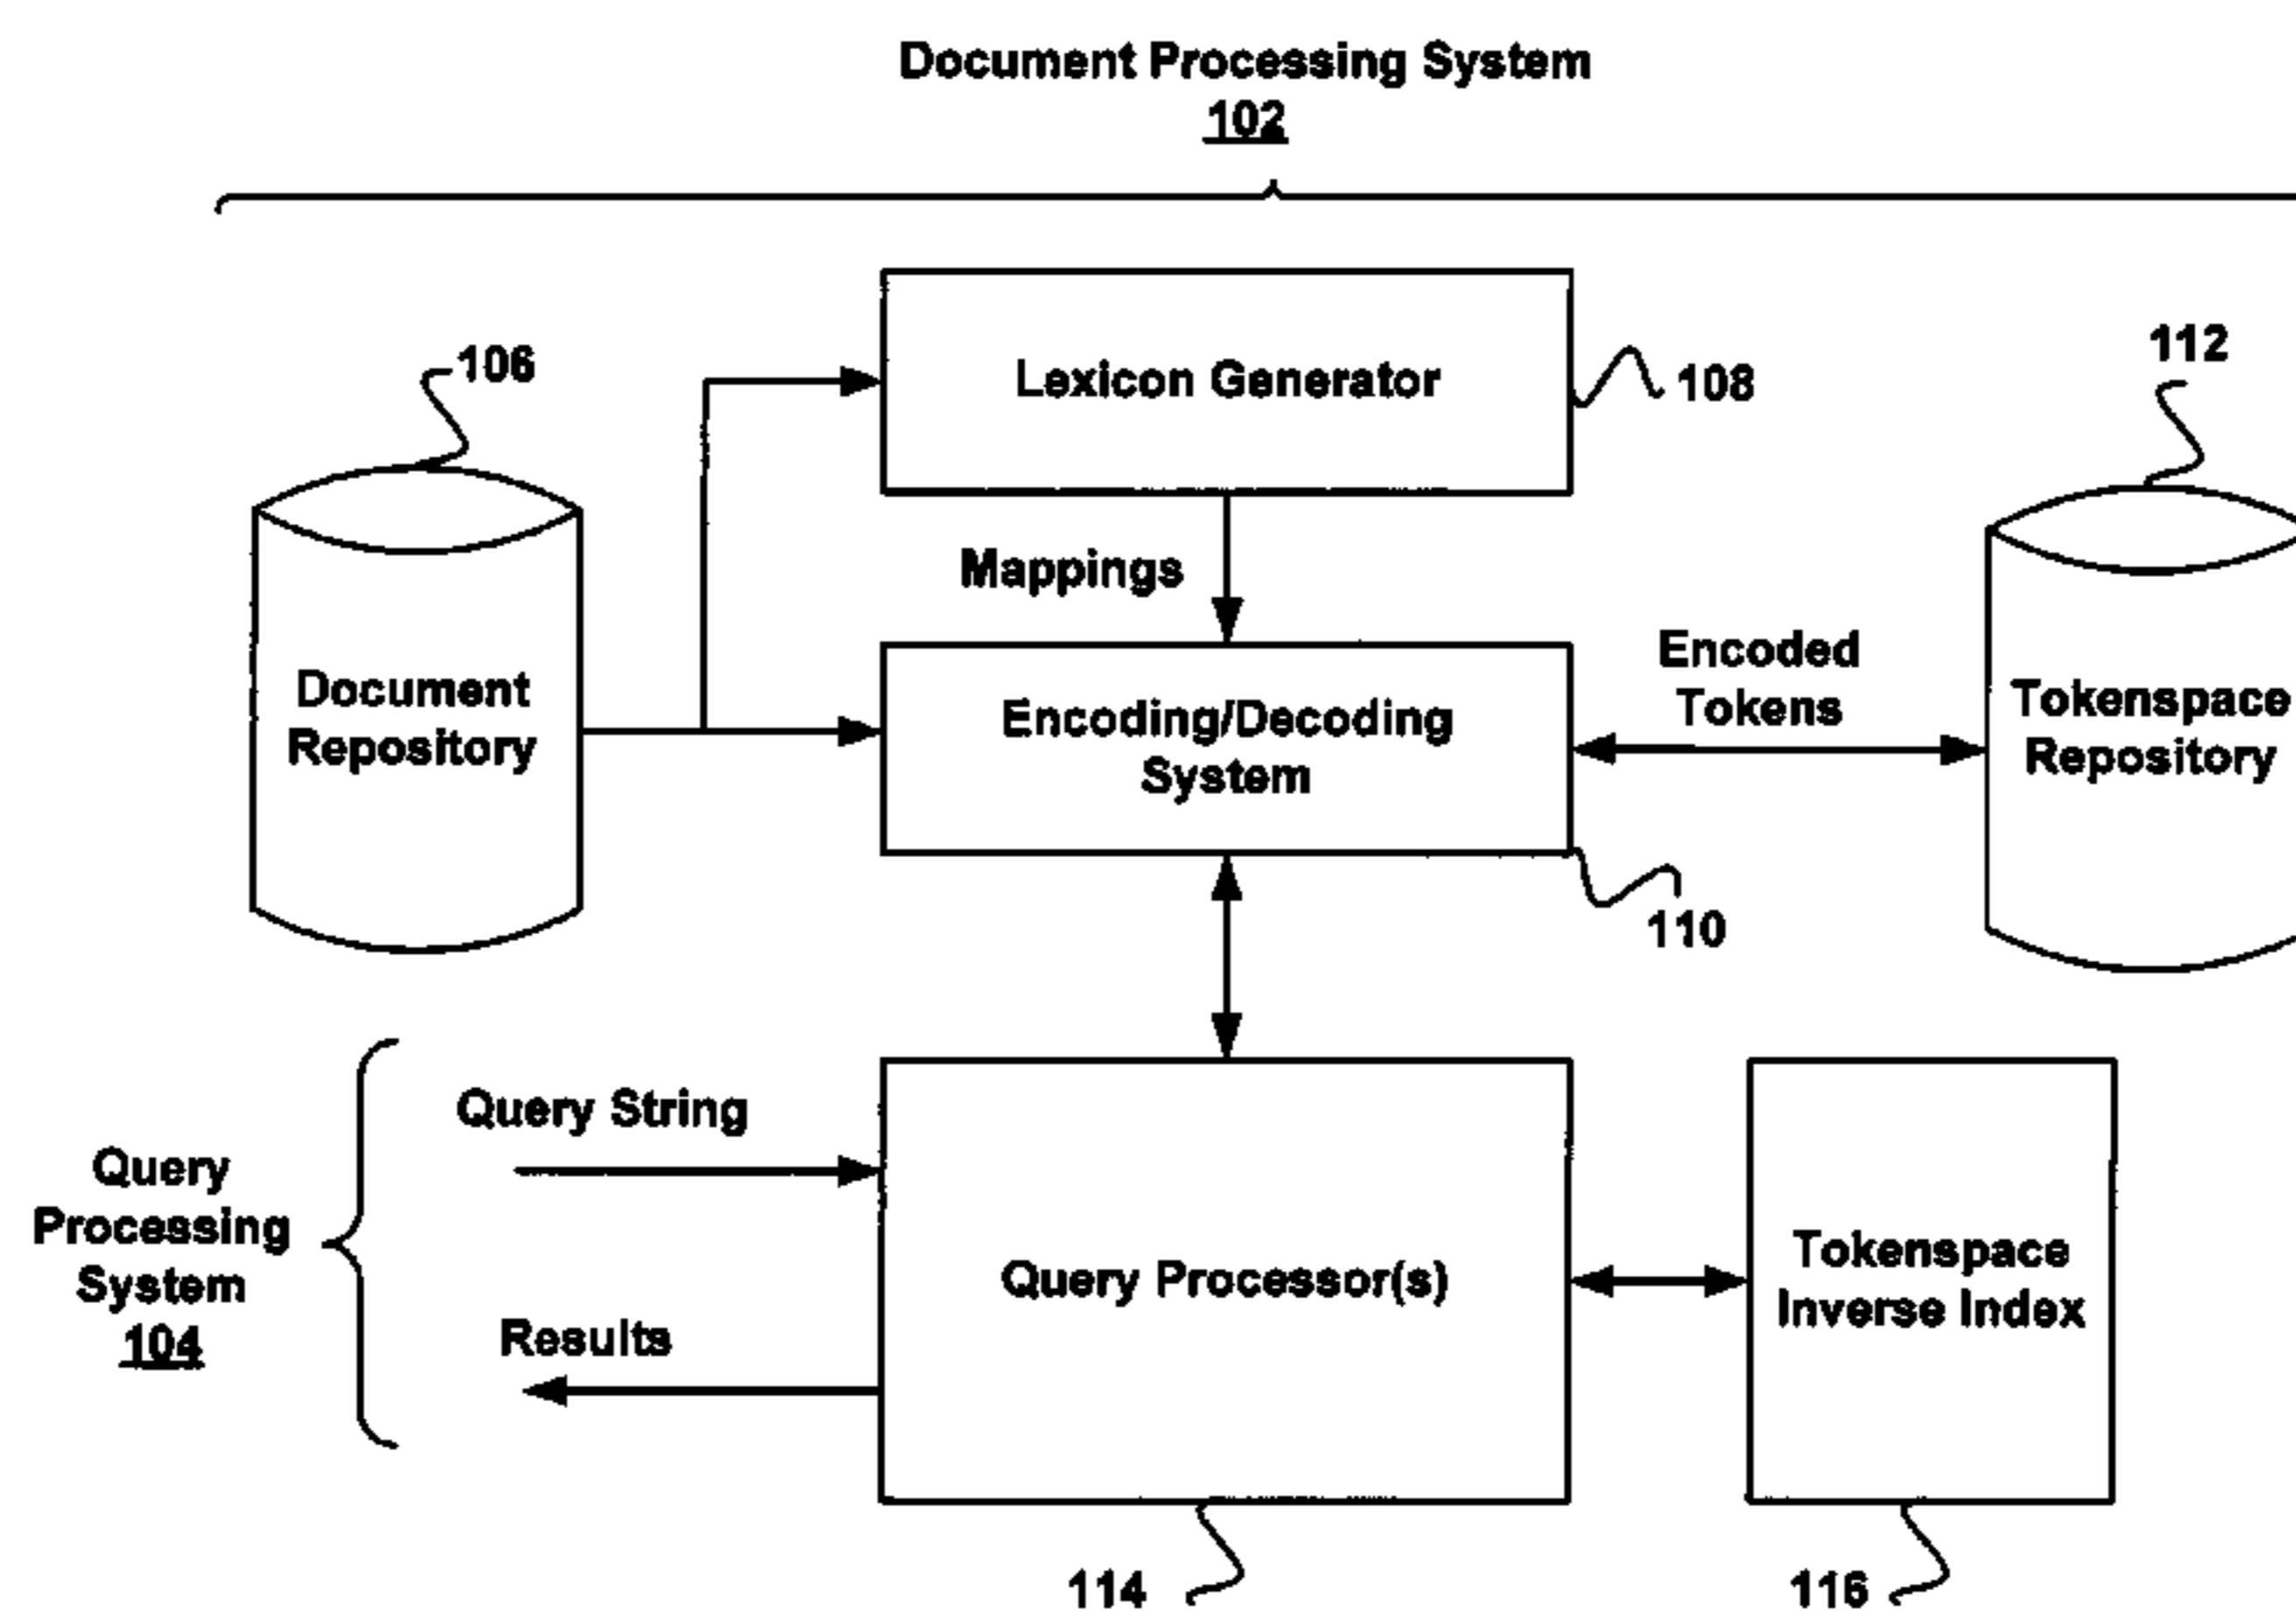 Document Processing System
102
106
Lexicon Generator
108
112
Mappings
Document
Repository
Encoding/Decoding
System
Encoded
Tokens
Tokenspace
Repository
110
Query
Processing
System
104
Query String
Results
Query Processor(s)
Tokenspace
Inverse Index
114
116